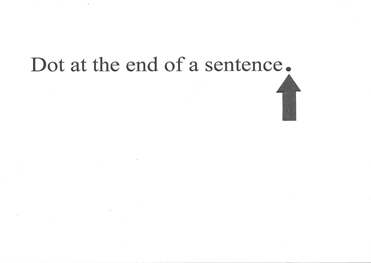 Dot at the end of a sentence.